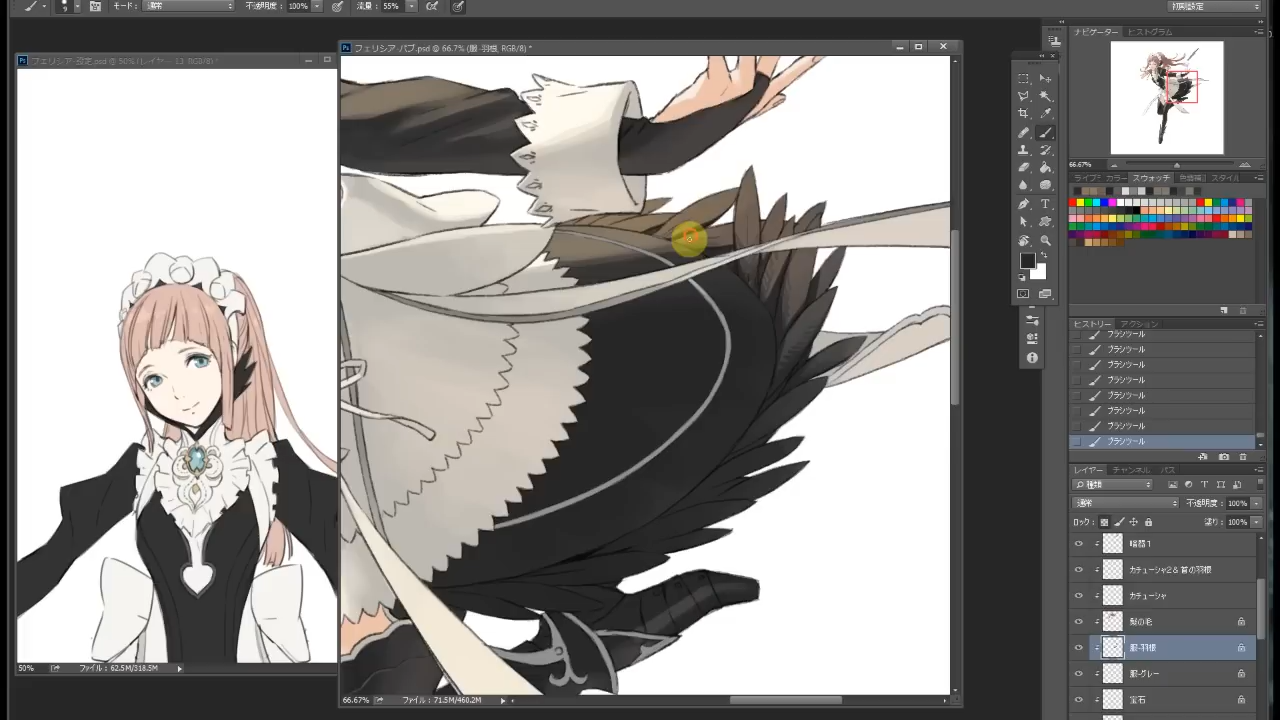 モード： 通常 不透明度： 100% 流量： 55% 初期設定
フェリシア-設定.psd @ 50% (レイヤー 13, RGB/8) *
フェリシア-パブ.psd @ 66.7% (服-羽根, RGB/8) *
50% ファイル：62.5M/318.5M
66.67% ファイル：71.5M/460.2M
ナビゲーター ヒストグラム
66.67%
カラー スウォッチ スタイル
ヒストリー アクション
ブラシツール
ブラシツール
ブラシツール
ブラシツール
ブラシツール
ブラシツール
ブラシツール
ブラシツール
レイヤー チャンネル パス
種類
通常 不透明度： 100%
ロック： 塗り： 100%
カチューシャ2& 首の羽根
カチューシャ
髪の毛
服-羽根
服-グレー
宝石